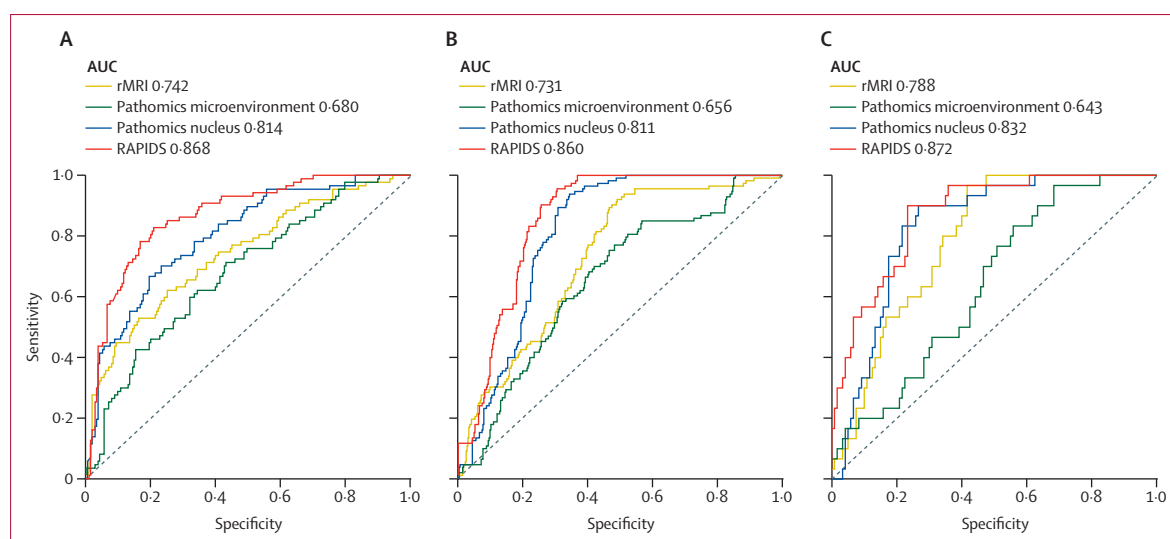 A
AUC
rMRI 0·742
Pathomics microenvironment 0·680
Pathomics nucleus 0·814
RAPIDS 0·868
1·0
0·8
0·6
0·4
0·2
0
Sensitivity
0
0·2
0·4
0·6
0·8
1·0
Specificity
B
AUC
rMRI 0·731
Pathomics microenvironment 0·656
Pathomics nucleus 0·811
RAPIDS 0·860
0
0·2
0·4
0·6
0·8
1·0
Specificity
C
AUC
rMRI 0·788
Pathomics microenvironment 0·643
Pathomics nucleus 0·832
RAPIDS 0·872
0
0·2
0·4
0·6
0·8
1·0
Specificity